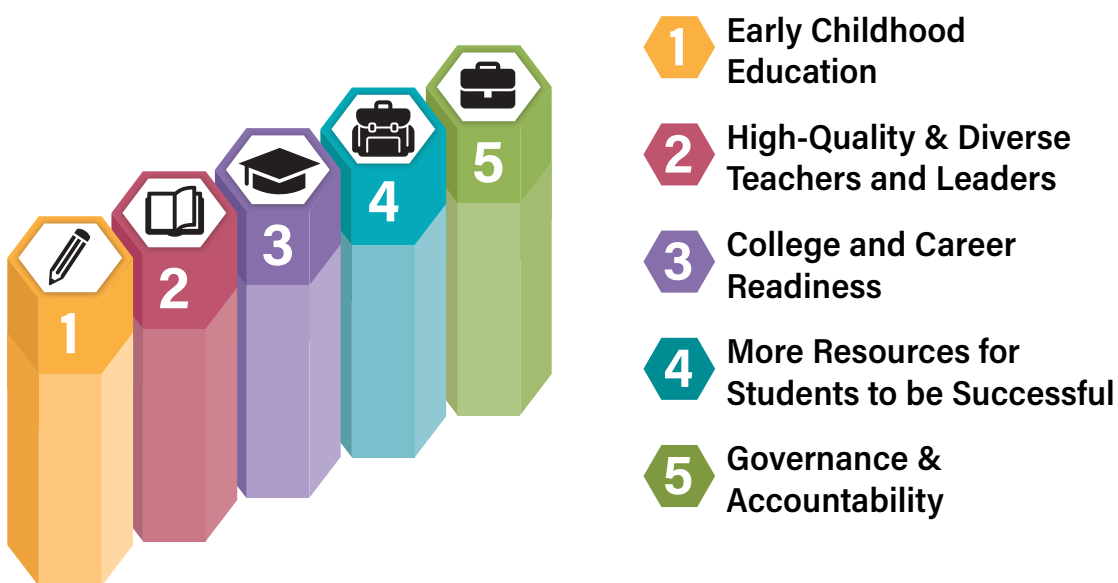 1
2
3
4
5
1 Early Childhood
Education
2 High-Quality & Diverse
Teachers and Leaders
3 College and Career
Readiness
4 More Resources for
Students to be Successful
5 Governance &
Accountability